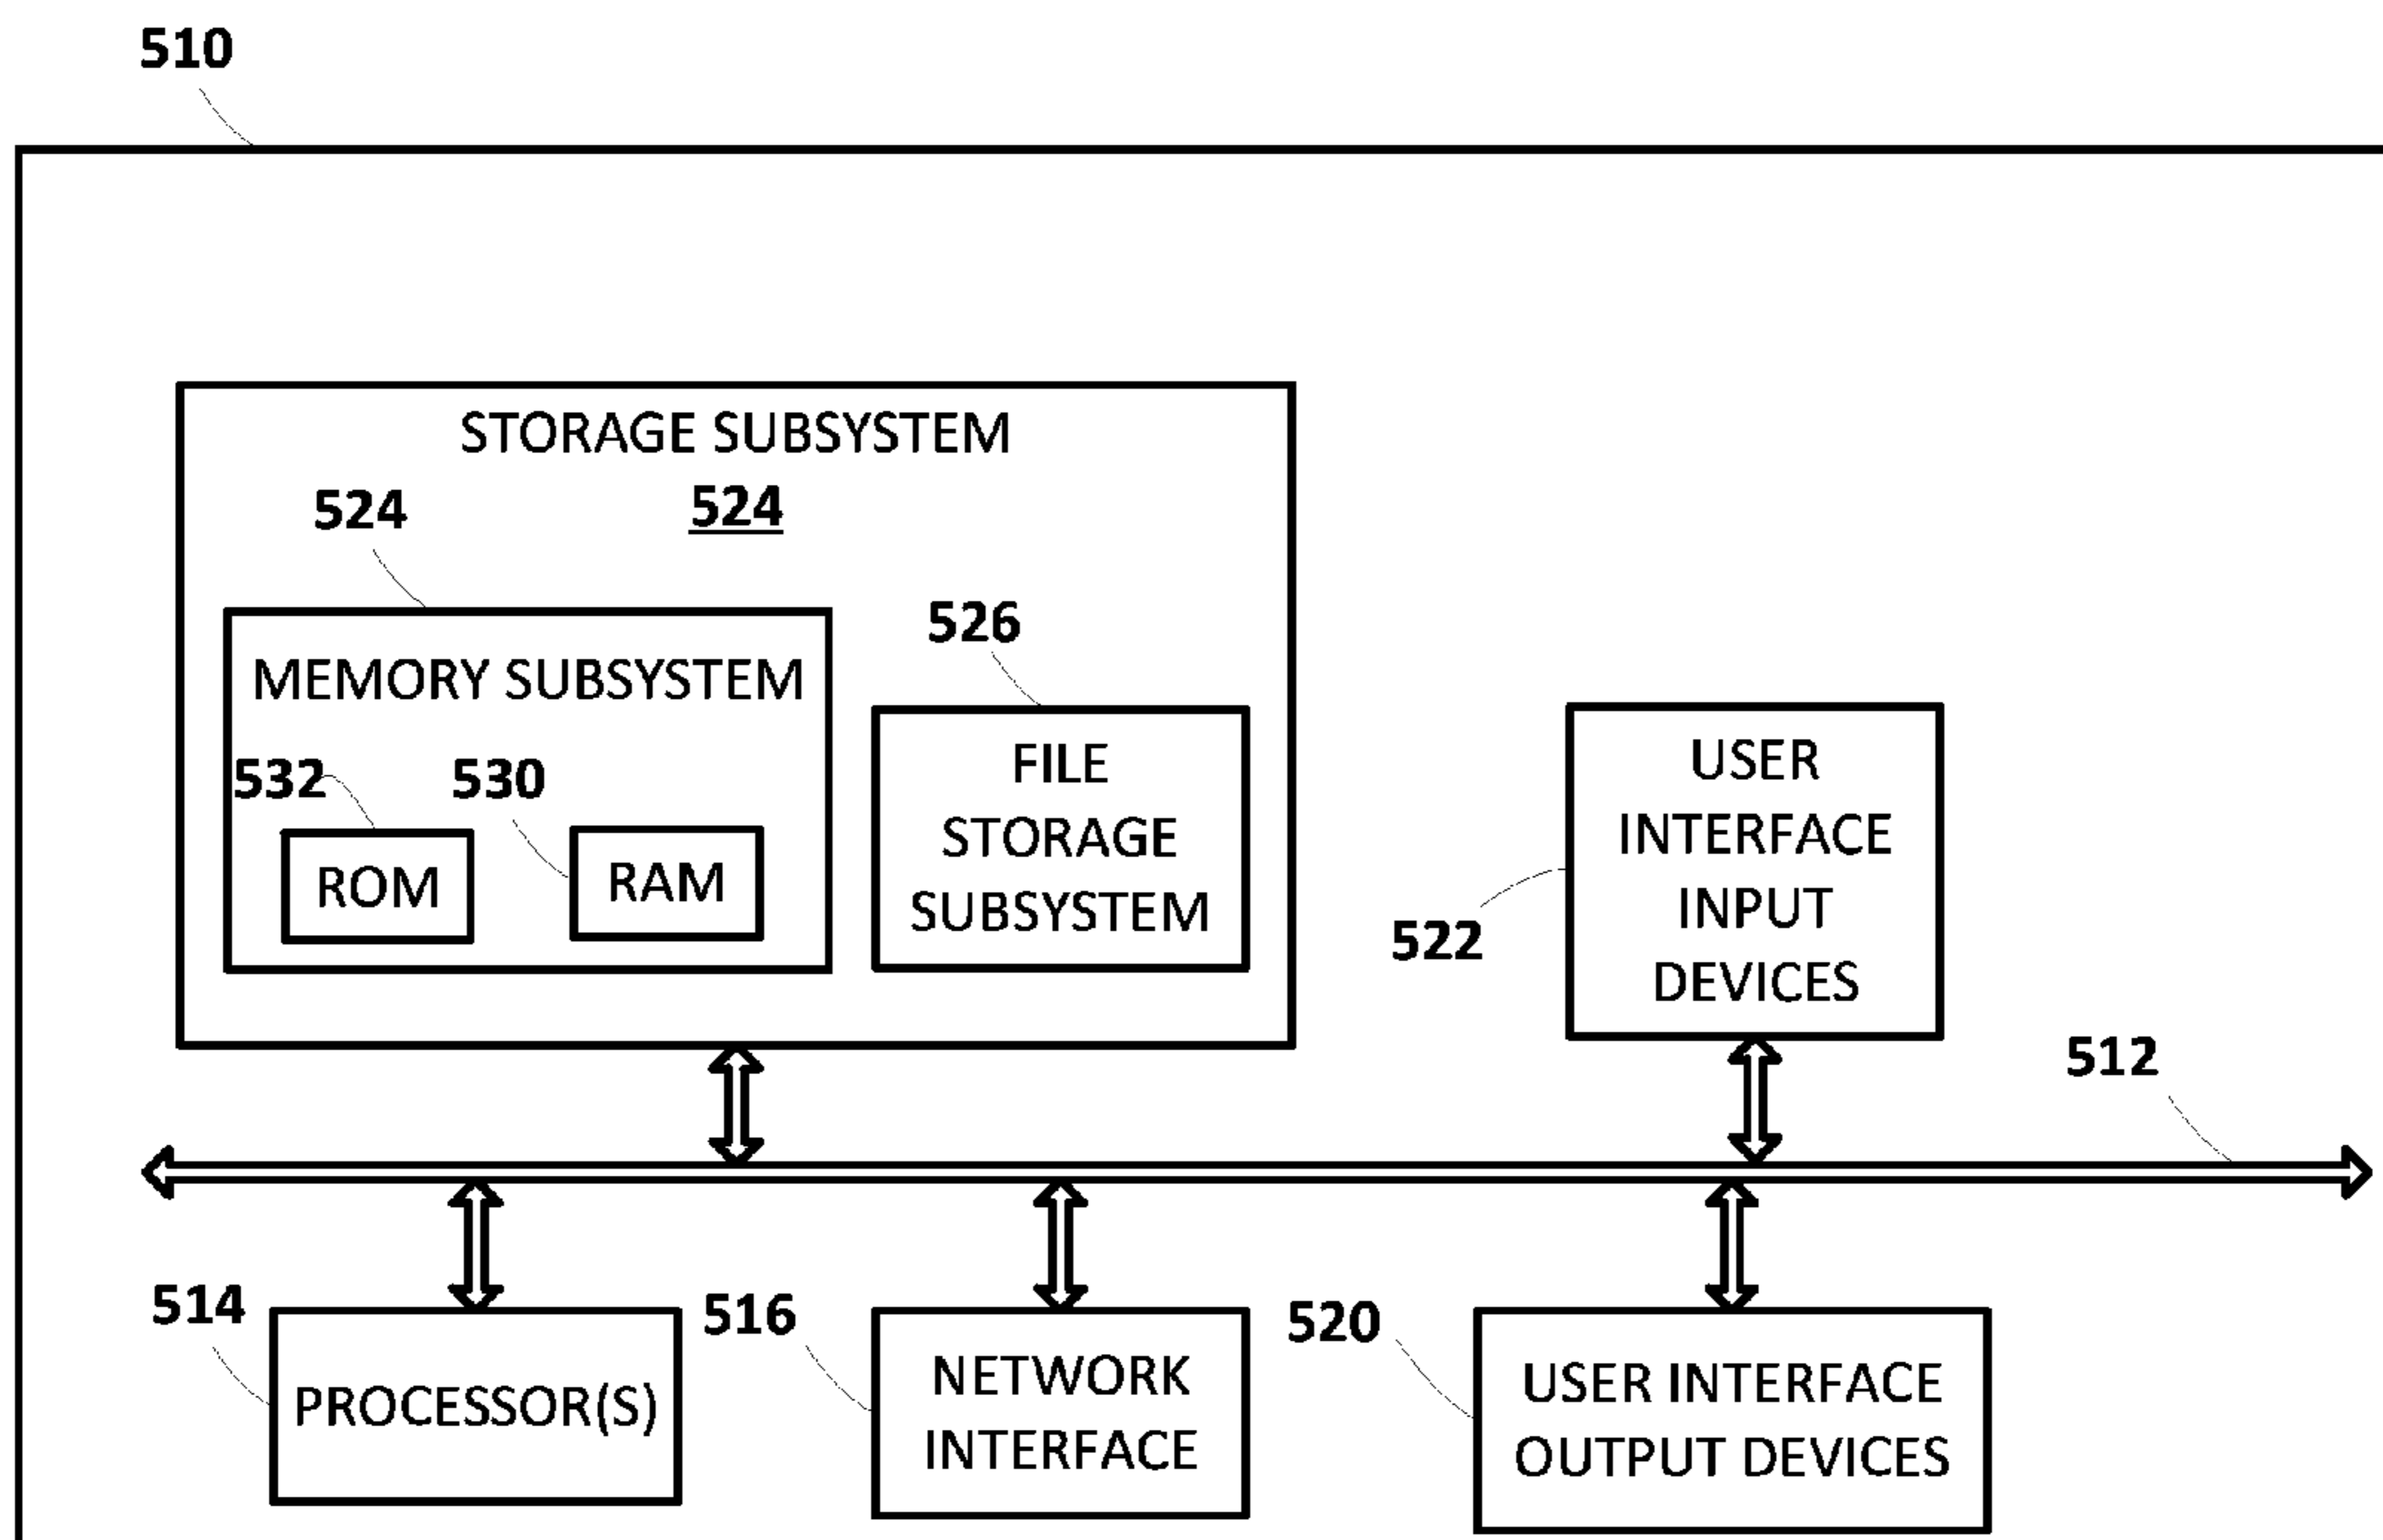 510
STORAGE SUBSYSTEM
524
524
MEMORY SUBSYSTEM
532
530
ROM
RAM
526
FILE
STORAGE
SUBSYSTEM
USER
INTERFACE
INPUT
DEVICES
522
512
514
PROCESSOR(S)
516
NETWORK
INTERFACE
520
USER INTERFACE
OUTPUT DEVICES